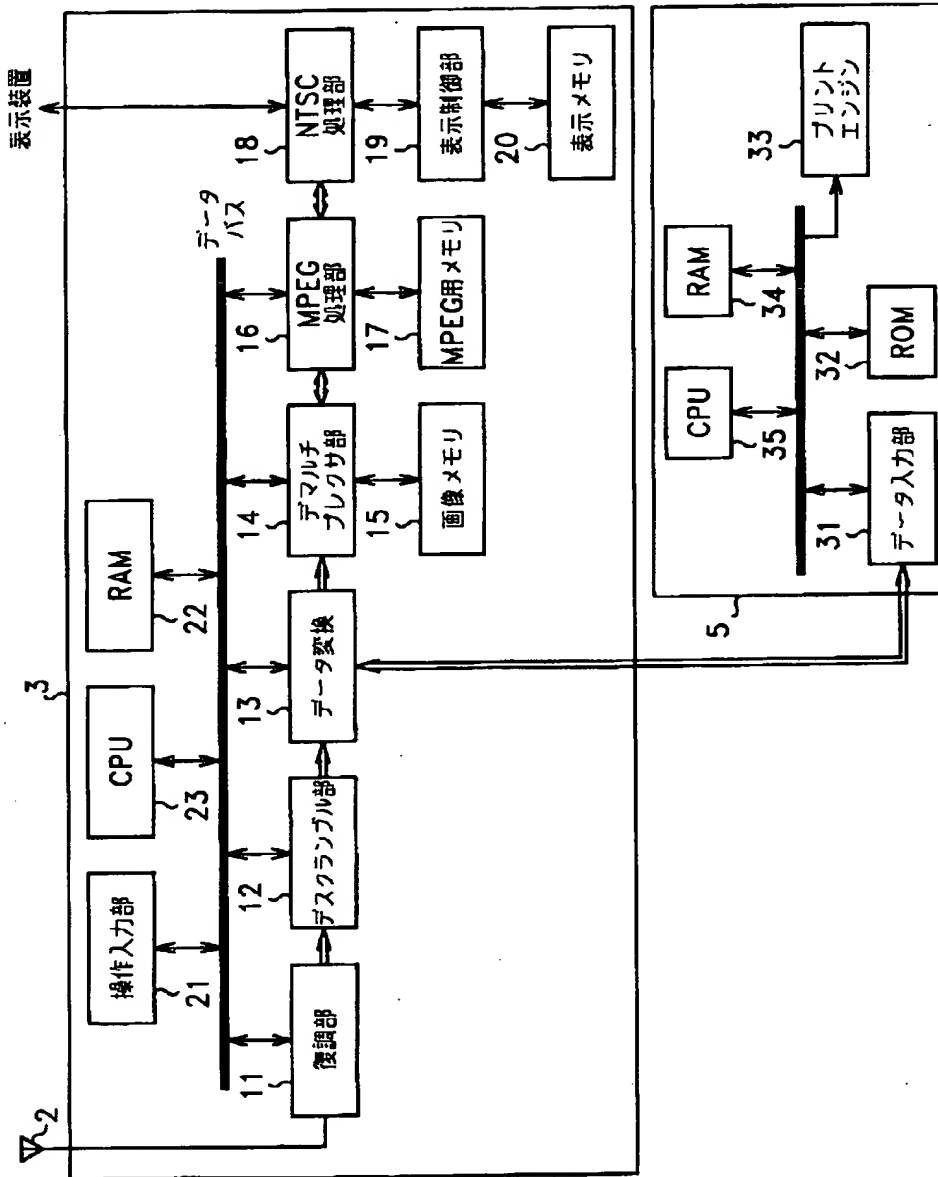 2
3
操作入力部
21
CPU
23
RAM
22
データ
バス
表示装置
復調部
11
デスクランブル部
12
データ変換
13
デマルチ
プレクサ部
14
画像メモリ
15
MPEG
処理部
16
MPEG用メモリ
17
NTSC
処理部
18
表示制御部
19
表示メモリ
20
5
CPU
35
RAM
34
プリント
エンジン
33
データ入力部
31
ROM
32